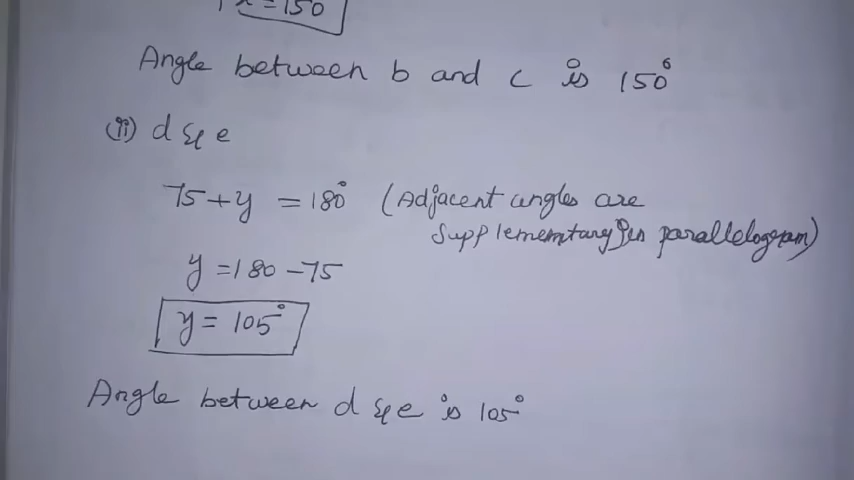 x = 150
Angle between b and c is 150°
(ii) d & e
75 + y = 180° (Adjacent angles are
supplementary in parallelogram)
y = 180 - 75
y = 105°
Angle between d & e is 105°